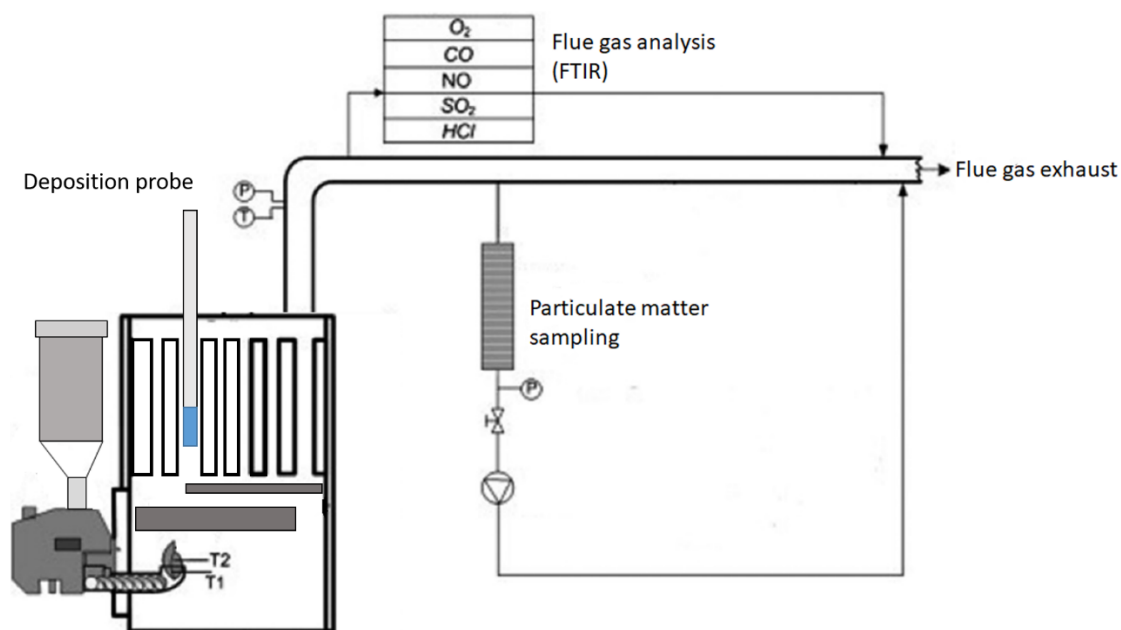 O₂
CO
NO
SO₂
HCl
Flue gas analysis
(FTIR)
Flue gas exhaust
Deposition probe
P
T
Particulate matter
sampling
P
T2
T1